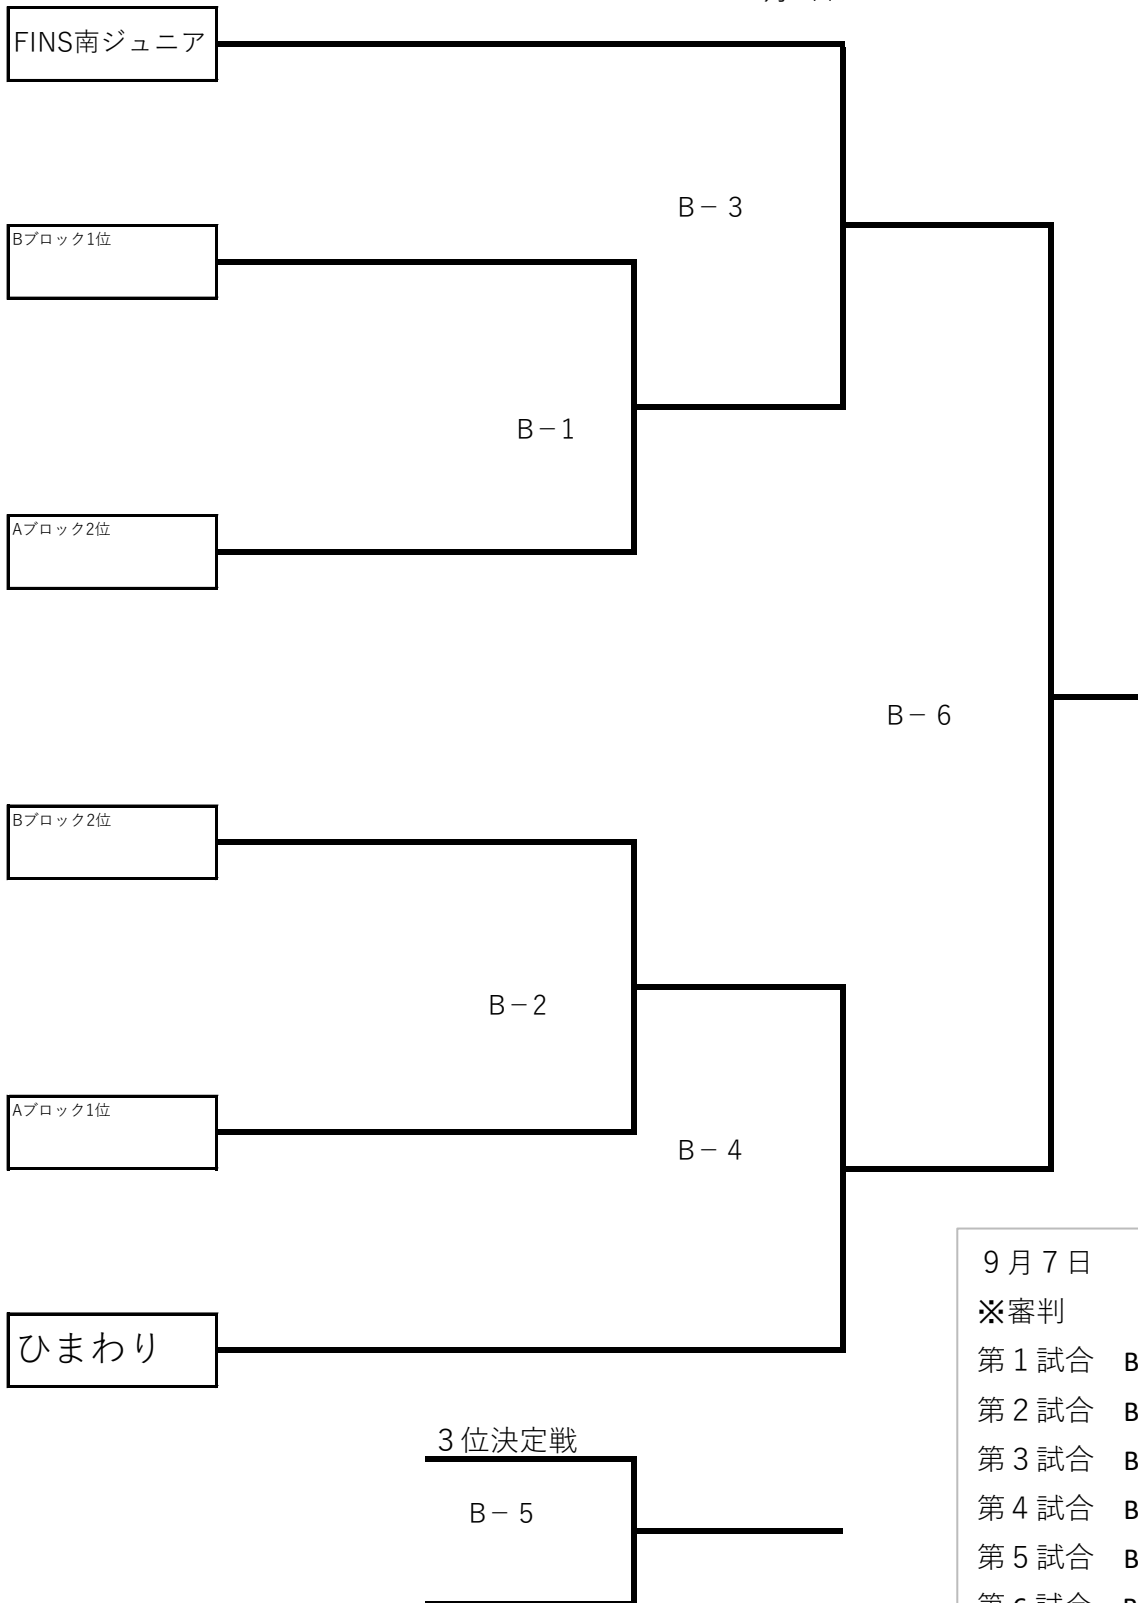 FINS南ジュニア
B－３
Bブロック1位
B－1
Aブロック2位
B－６
Bブロック2位
B－2
Aブロック1位
B－４
９月７日
※審判
ひまわり
第１試合　B
第２試合　B
３位決定戦
第３試合　B
B－５
第４試合　B
第５試合　B